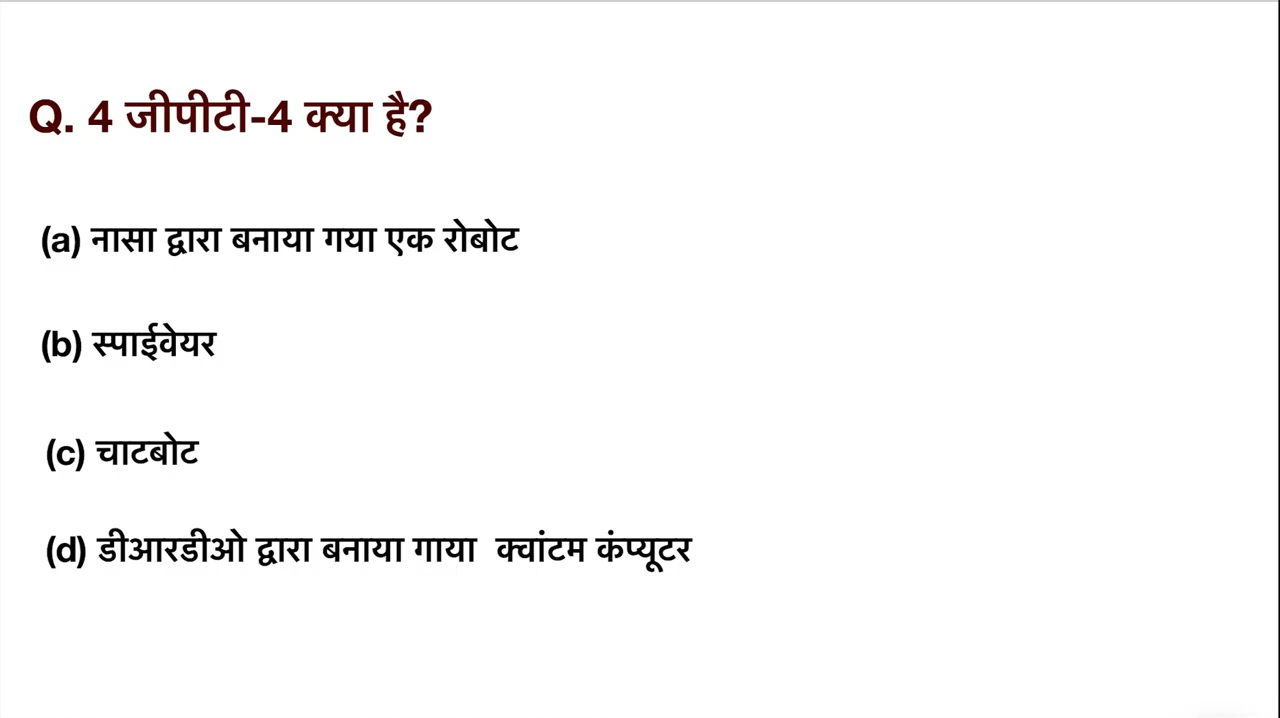 Q. 4 जीपीटी-4 क्या है?
(a) नासा द्वारा बनाया गया एक रोबोट
(b) स्पाईवेयर
(c) चाटबोट
(d) डीआरडीओ द्वारा बनाया गाया क्वांटम कंप्यूटर